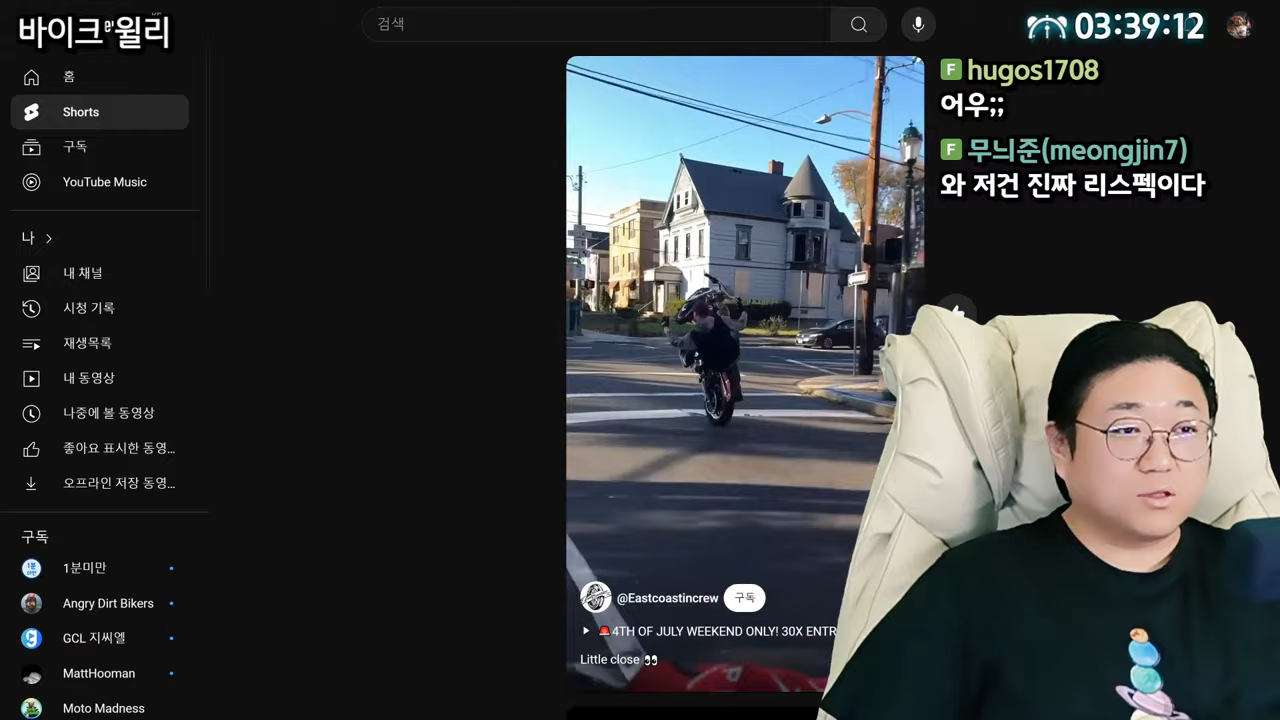 바이크 윌리
검색
03:39:12
홈
Shorts
구독
YouTube Music
나
내 채널
시청 기록
재생목록
내 동영상
나중에 볼 동영상
좋아요 표시한 동영...
오프라인 저장 동영...
구독
1분미만
Angry Dirt Bikers
GCL 지씨엘
MattHooman
Moto Madness
@Eastcoastincrew 구독
4TH OF JULY WEEKEND ONLY! 30X ENTR
Little close
F hugos1708
어우;;
F 무늬준(meongjin7)
와 저건 진짜 리스펙이다